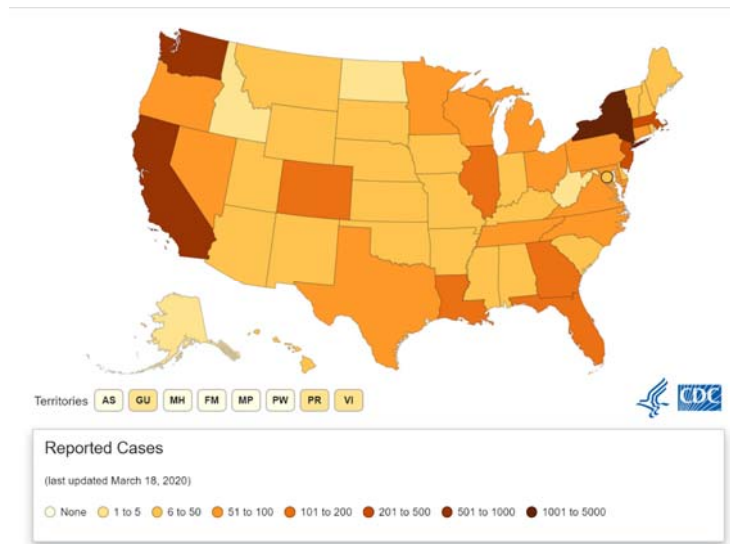 Territories AS GU MH FM MP PW PR VI
CDC
Reported Cases
(last updated March 18, 2020)
None 1 to 5 6 to 50 51 to 100 101 to 200 201 to 500 501 to 1000 1001 to 5000